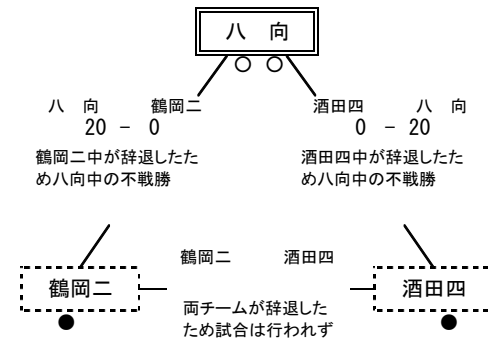 八 向
○ ○
八 向 鶴岡二
20 － 0
鶴岡二中が辞退したた
め八向中の不戦勝
酒田四 八 向
0 － 20
酒田四中が辞退したた
め八向中の不戦勝
鶴岡二 酒田四
両チームが辞退した
ため試合は行われず
鶴岡二
●
酒田四
●